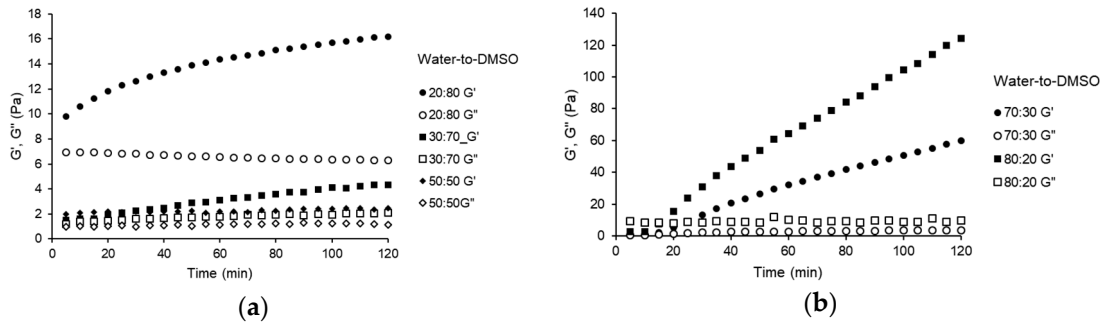 18
16
14
12
10
8
6
4
2
0
G', G'' (Pa)
0 20 40 60 80 100 120
Time (min)
Water-to-DMSO
20:80 G'
20:80 G"
30:70_G'
30:70 G"
50:50 G'
50:50G"
(a)
140
120
100
80
60
40
20
0
G', G'' (Pa)
0 20 40 60 80 100 120
Time (min)
Water-to-DMSO
70:30 G'
70:30 G"
80:20 G'
80:20 G"
(b)